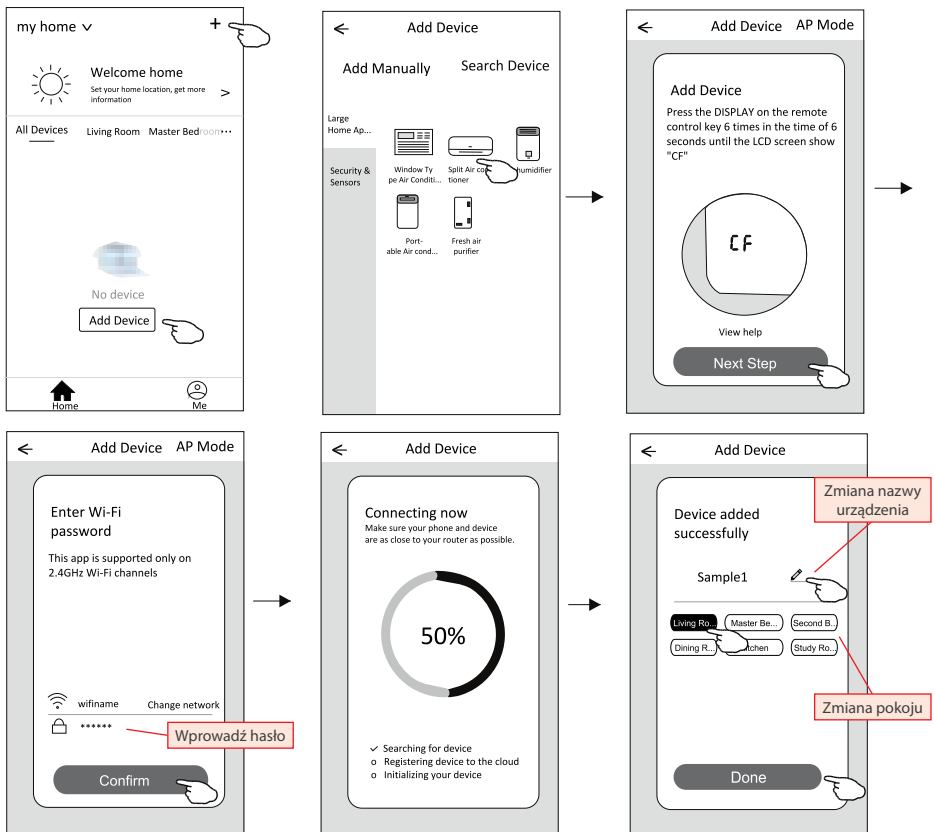 my home
+
Welcome home
Set your home location, get more
information
>
All Devices
Living Room
Master Bedroom...
No device
Add Device
Home
Me
Add Device
Add Manually
Search Device
Large
Home Ap...
Security &
Sensors
Window Ty
pe Air Conditi...
Split Air con
tioner
humidifier
Port-
able Air cond...
Fresh air
purifier
Add Device
AP Mode
Add Device
Press the DISPLAY on the remote
control key 6 times in the time of 6
seconds until the LCD screen show
"CF"
CF
View help
Next Step
Add Device
AP Mode
Enter Wi-Fi
password
This app is supported only on
2.4GHz Wi-Fi channels
wifiname
Change network
******
Wprowadź hasło
Confirm
Add Device
Connecting now
Make sure your phone and device
are as close to your router as possible.
50%
✓ Searching for device
o Registering device to the cloud
o Initializing your device
Add Device
Zmiana nazwy
urządzenia
Device added
successfully
Sample1
Living Ro...
Master Be...
Second B...
Dining R...
tchen
Study Ro...
Zmiana pokoju
Done